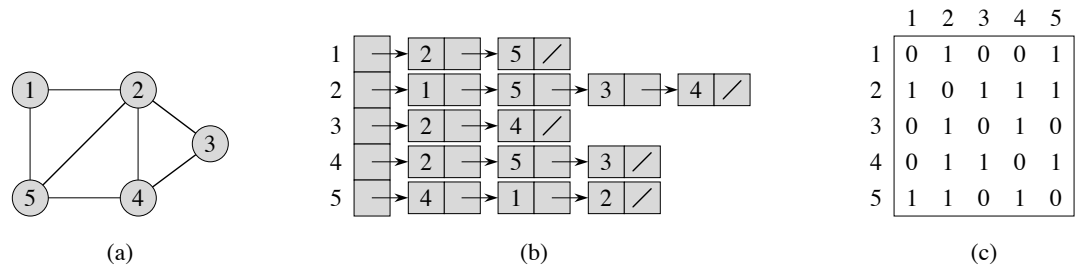 1 2
3
5 4
(a)
1 2 5 /
2 1 5 3 4 /
3 2 4 /
4 2 5 3 /
5 4 1 2 /
(b)
1 2 3 4 5
1 0 1 0 0 1
2 1 0 1 1 1
3 0 1 0 1 0
4 0 1 1 0 1
5 1 1 0 1 0
(c)